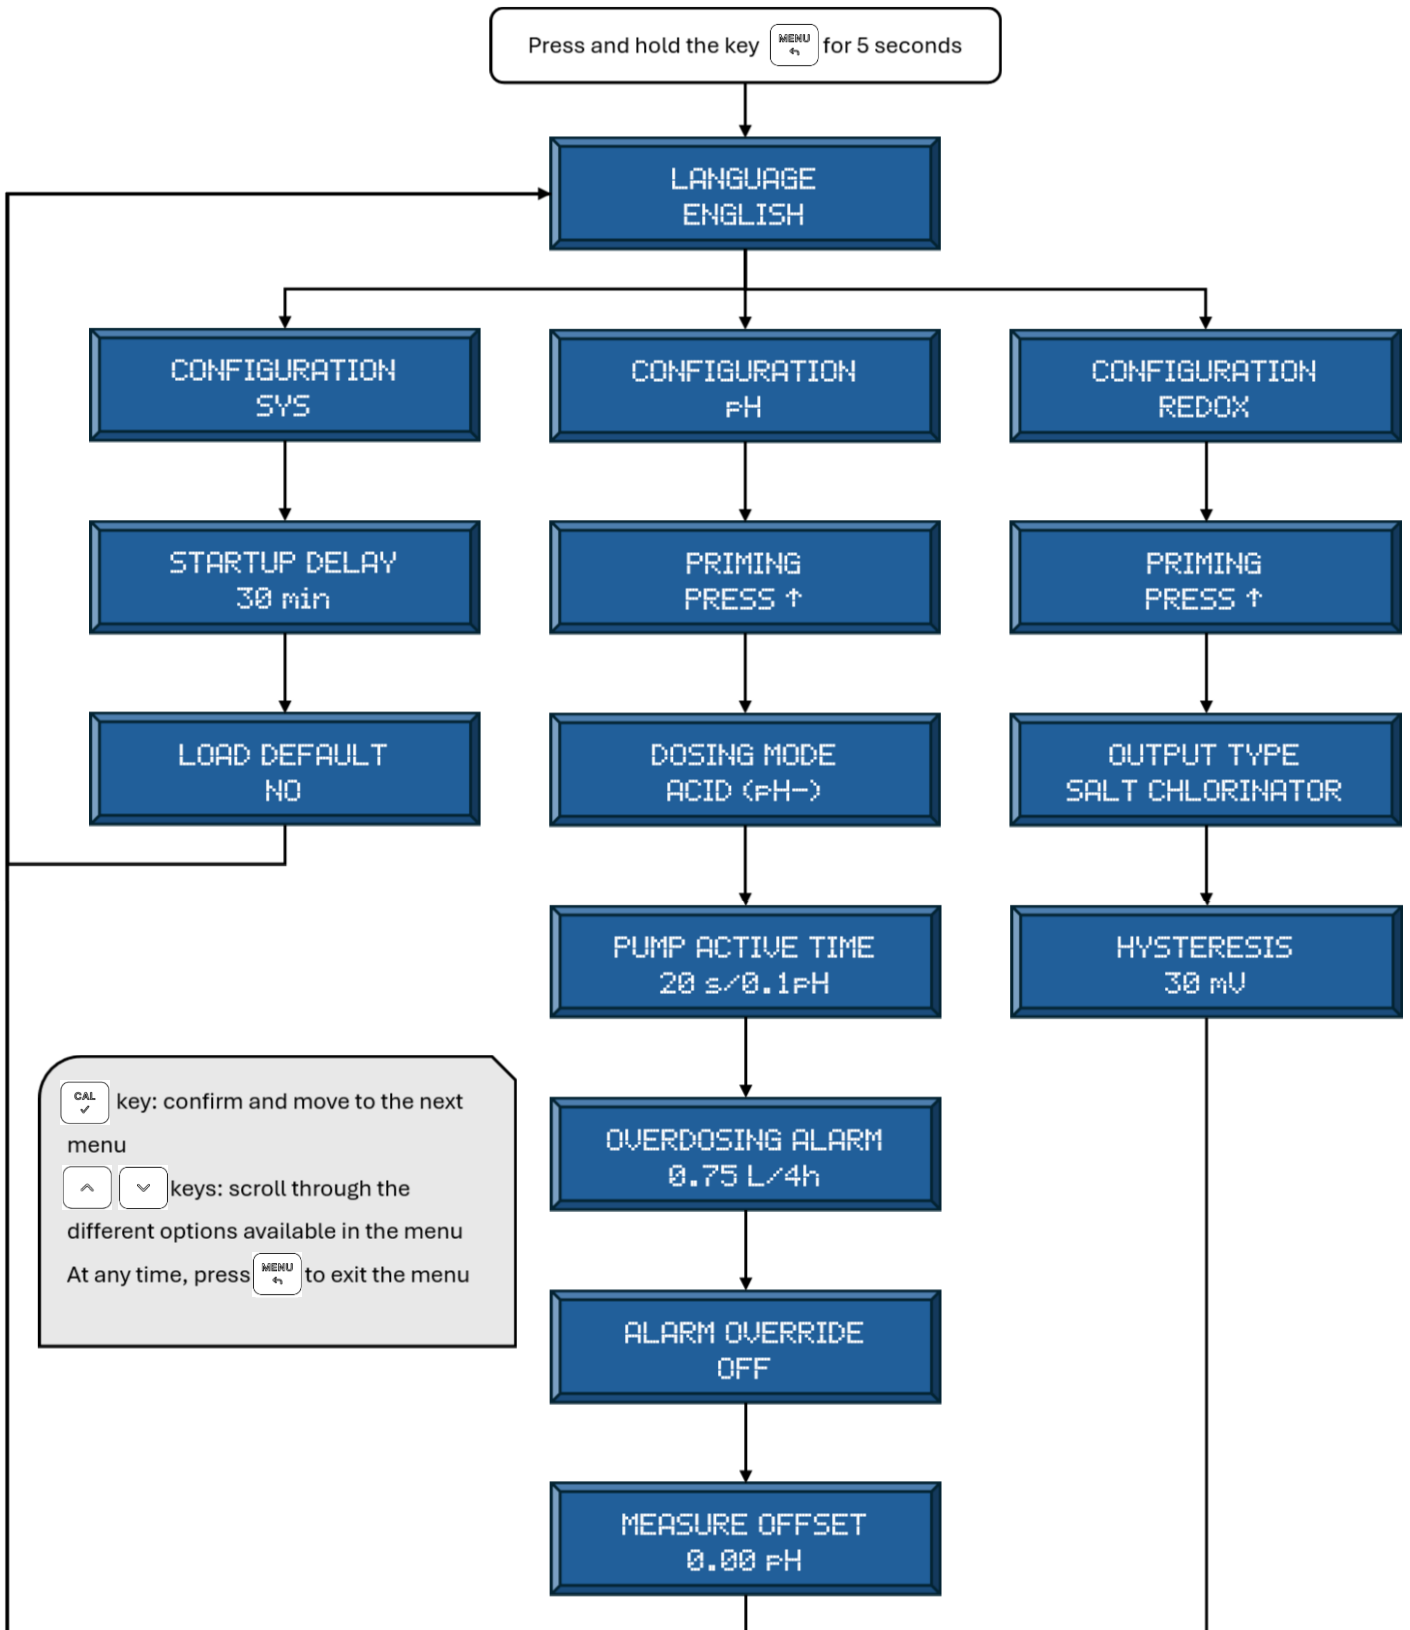 Press and hold the key MENU for 5 seconds
LANGUAGE
ENGLISH
CONFIGURATION
SYS
STARTUP DELAY
30 min
LOAD DEFAULT
NO
CONFIGURATION
pH
PRIMING
PRESS ↑
DOSING MODE
ACID (pH-)
PUMP ACTIVE TIME
20 s/0.1pH
OVERDOSING ALARM
0.75 L/4h
ALARM OVERRIDE
OFF
MEASURE OFFSET
0.00 pH
CONFIGURATION
REDOX
PRIMING
PRESS ↑
OUTPUT TYPE
SALT CHLORINATOR
HYSTERESIS
30 mV
CAL key: confirm and move to the next
menu
keys: scroll through the
different options available in the menu
At any time, press MENU to exit the menu